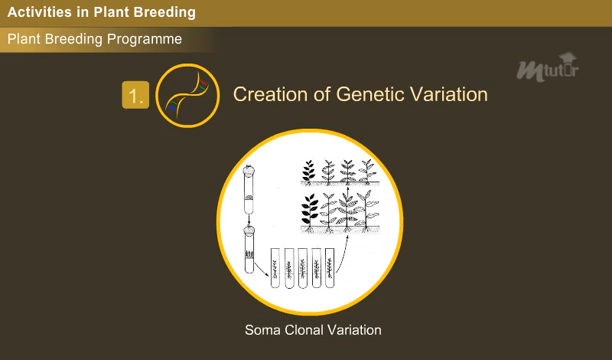 Activities in Plant Breeding
Plant Breeding Programme
Mtutor
1.
Creation of Genetic Variation
Soma Clonal Variation